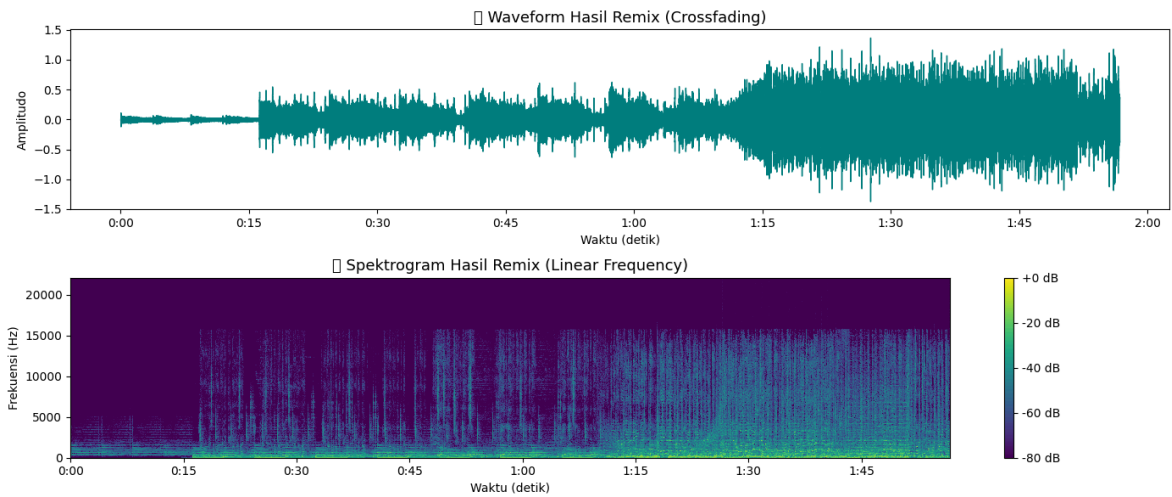 Waveform Hasil Remix (Crossfading)
1.5
1.0
0.5
0.0
−0.5
−1.0
−1.5
Amplitudo
0:00 0:15 0:30 0:45 1:00 1:15 1:30 1:45 2:00
Waktu (detik)
Spektrogram Hasil Remix (Linear Frequency)
20000
15000
10000
5000
0
Frekuensi (Hz)
0:00 0:15 0:30 0:45 1:00 1:15 1:30 1:45
Waktu (detik)
+0 dB
-20 dB
-40 dB
-60 dB
-80 dB